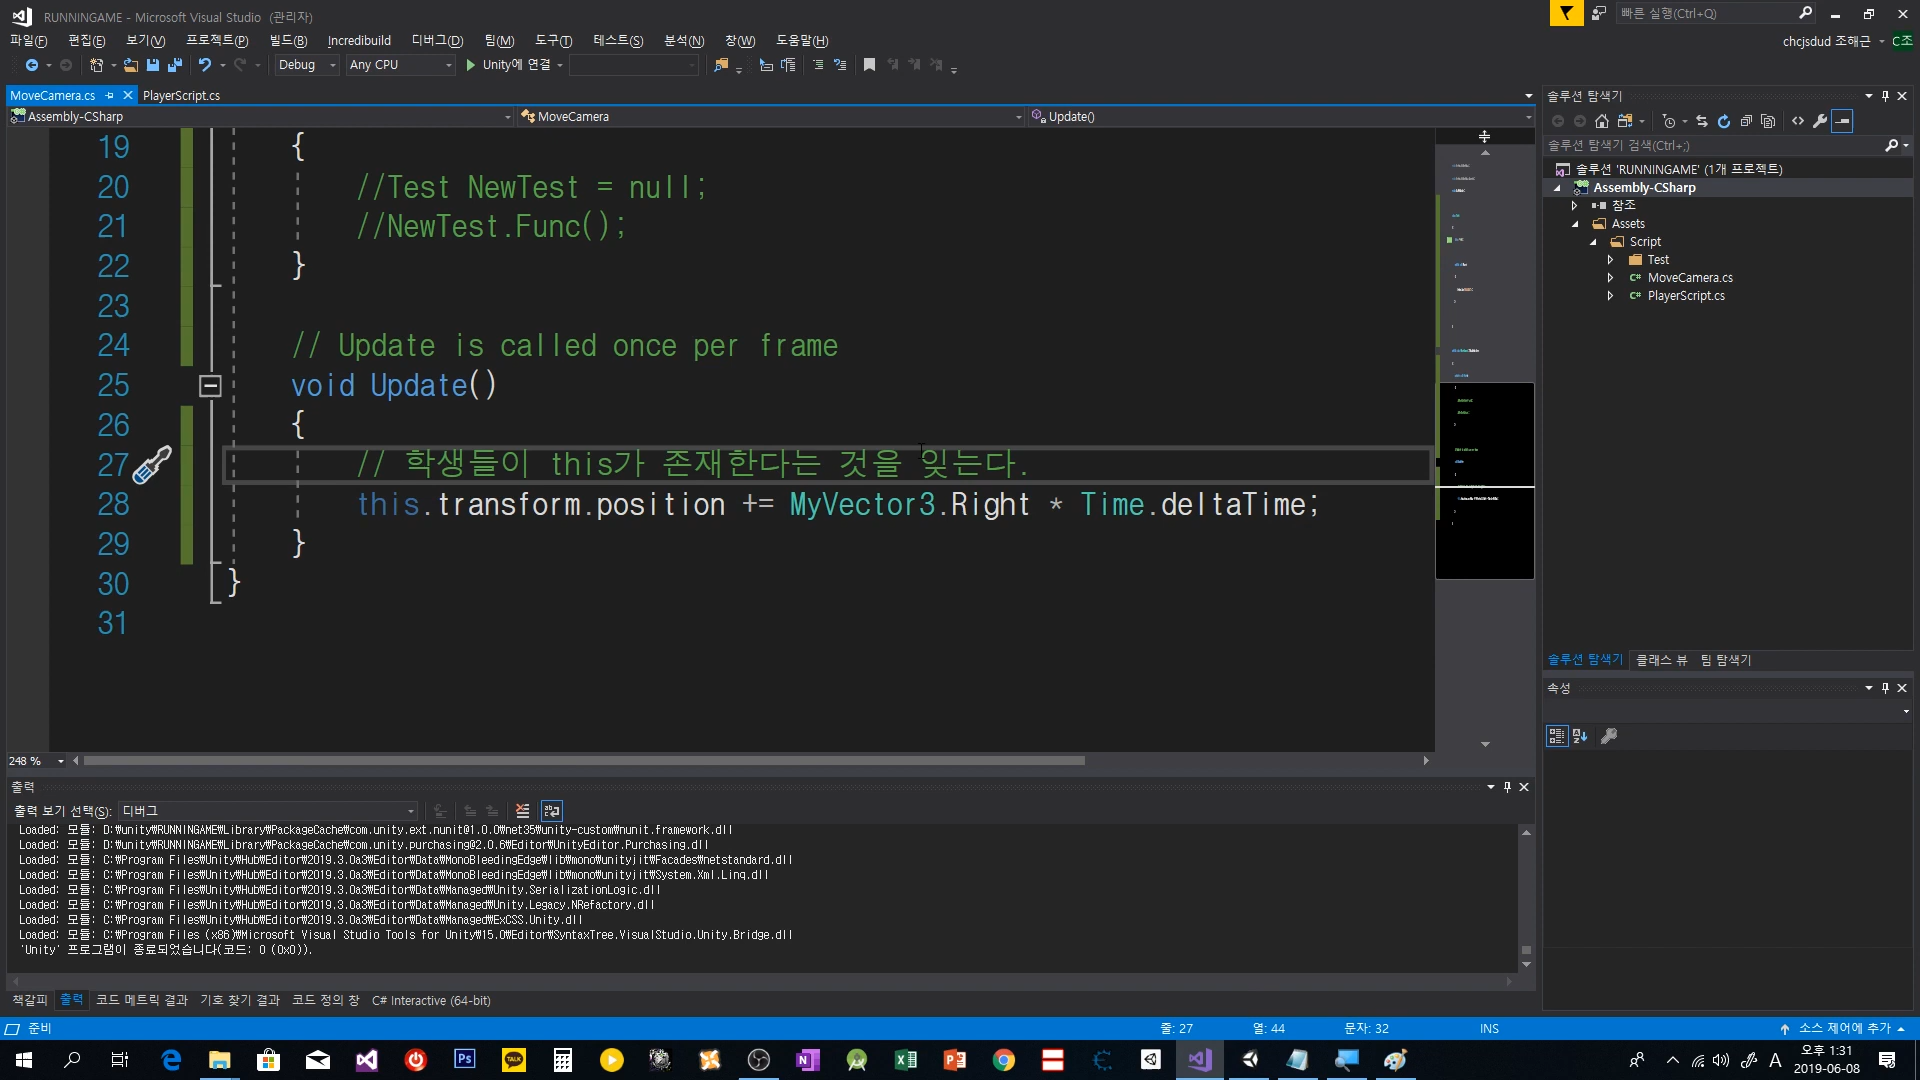 RUNNINGAME - Microsoft Visual Studio (관리자)
빠른 실행(Ctrl+Q)
파일(F) 편집(E) 보기(V) 프로젝트(P) 빌드(B) Incredibuild 디버그(D) 팀(M) 도구(T) 테스트(S) 분석(N) 창(W) 도움말(H)
chcjsdud 조해근 C조
Debug Any CPU Unity에 연결
MoveCamera.cs PlayerScript.cs
Assembly-CSharp MoveCamera Update()
19 {
20 //Test NewTest = null;
21 //NewTest.Func();
22 }
23
24 // Update is called once per frame
25 void Update()
26 {
27 // 학생들이 this가 존재한다는 것을 잊는다.
28 this.transform.position += MyVector3.Right * Time.deltaTime;
29 }
30 }
31
248 %
솔루션 탐색기
솔루션 탐색기 검색(Ctrl+;)
솔루션 'RUNNINGAME' (1개 프로젝트)
Assembly-CSharp
참조
Assets
Script
Test
C# MoveCamera.cs
C# PlayerScript.cs
솔루션 탐색기 클래스 뷰 팀 탐색기
속성
출력
출력 보기 선택(S): 디버그
Loaded: 모듈: D:₩unity₩RUNNINGAME₩Library₩PackageCache₩com.unity.ext.nunit@1.0.0₩net35₩unity-custom₩nunit.framework.dll
Loaded: 모듈: D:₩unity₩RUNNINGAME₩Library₩PackageCache₩com.unity.purchasing@2.0.6₩Editor₩UnityEditor.Purchasing.dll
Loaded: 모듈: C:₩Program Files₩Unity₩Hub₩Editor₩2019.3.0a3₩Editor₩Data₩MonoBleedingEdge₩lib₩mono₩unityjit₩Facades₩netstandard.dll
Loaded: 모듈: C:₩Program Files₩Unity₩Hub₩Editor₩2019.3.0a3₩Editor₩Data₩MonoBleedingEdge₩lib₩mono₩unityjit₩System.Xml.Linq.dll
Loaded: 모듈: C:₩Program Files₩Unity₩Hub₩Editor₩2019.3.0a3₩Editor₩Data₩Managed₩Unity.SerializationLogic.dll
Loaded: 모듈: C:₩Program Files₩Unity₩Hub₩Editor₩2019.3.0a3₩Editor₩Data₩Managed₩Unity.Legacy.NRefactory.dll
Loaded: 모듈: C:₩Program Files₩Unity₩Hub₩Editor₩2019.3.0a3₩Editor₩Data₩Managed₩ExCSS.Unity.dll
Loaded: 모듈: C:₩Program Files (x86)₩Microsoft Visual Studio Tools for Unity₩15.0₩Editor₩SyntaxTree.VisualStudio.Unity.Bridge.dll
'Unity' 프로그램이 종료되었습니다(코드: 0 (0x0)).
책갈피 출력 코드 메트릭 결과 기호 찾기 결과 코드 정의 창 C# Interactive (64-bit)
준비 줄: 27 열: 44 문자: 32 INS 소스 제어에 추가
Ps TALK A 오후 1:31
2019-06-08